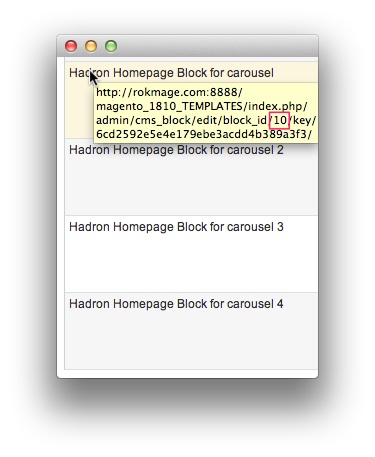 Hadron Homepage Block for carousel
http://rokmage.com:8888/
magento_1810_TEMPLATES/index.php/
admin/cms_block/edit/block_id/10/key/
6cd2592e5e4e179ebe3acdd4b389a3f3/
Hadron Homepage Block for carousel 2
Hadron Homepage Block for carousel 3
Hadron Homepage Block for carousel 4